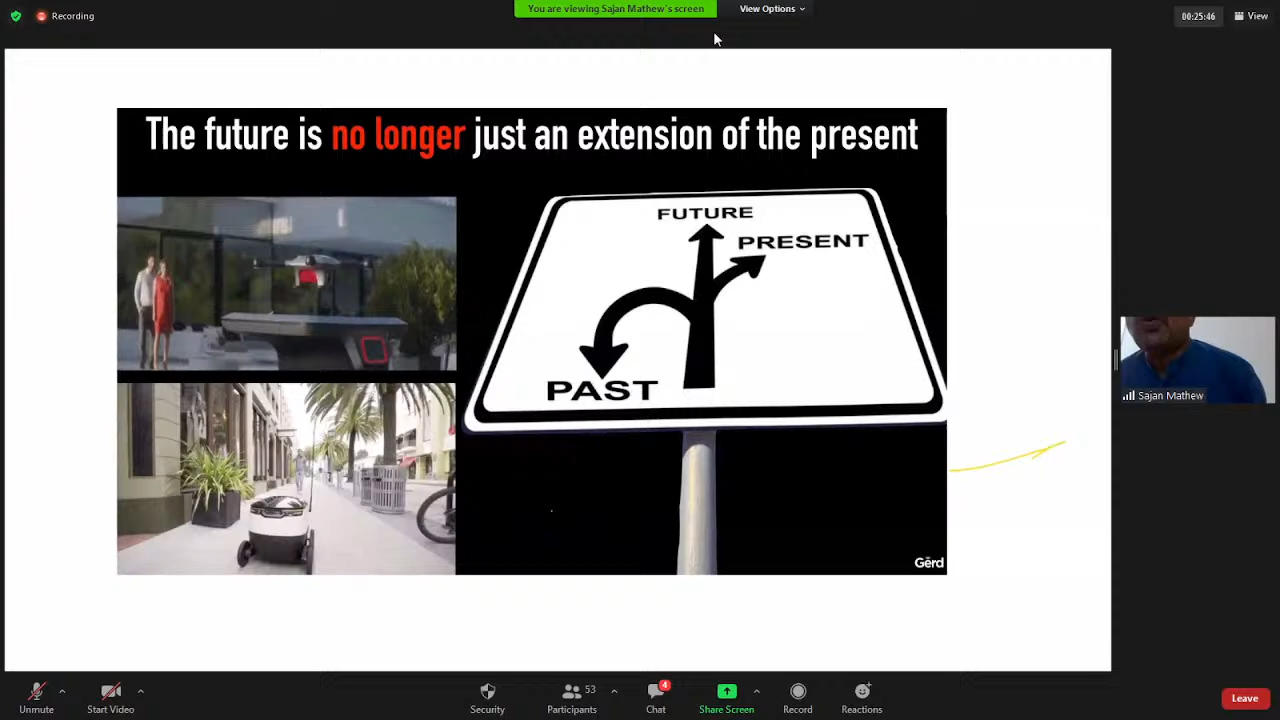 Recording
You are viewing Sajan Mathew's screen
View Options
00:25:46
View
The future is no longer just an extension of the present
FUTURE
PRESENT
PAST
Gerd
Sajan Mathew
Unmute
Start Video
Security
53
Participants
4
Chat
Share Screen
Record
Reactions
Leave